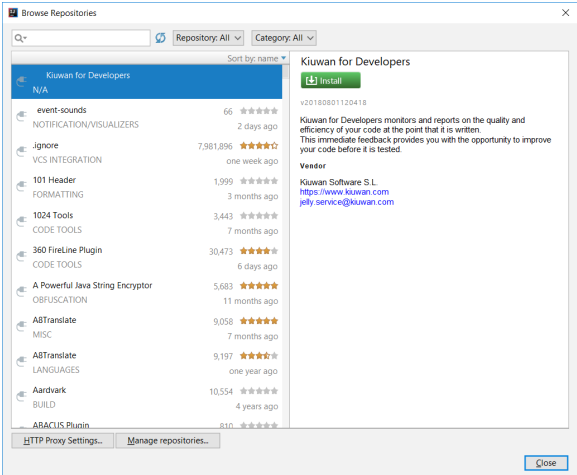 Browse Repositories
Repository: All
Category: All
Sort by: name
Kiuwan for Developers
N/A
event-sounds 66
NOTIFICATION/VISUALIZERS 2 days ago
.ignore 7,981,896
VCS INTEGRATION one week ago
101 Header 1,999
FORMATTING 3 months ago
1024 Tools 3,443
CODE TOOLS 7 months ago
360 FireLine Plugin 30,473
CODE TOOLS 6 days ago
A Powerful Java String Encryptor 5,683
OBFUSCATION 11 months ago
A8Translate 9,058
MISC 7 months ago
A8Translate 9,197
LANGUAGES one year ago
Aardvark 10,554
BUILD 4 years ago
ABACUS Plugin 810
Kiuwan for Developers
Install
v20180801120418
Kiuwan for Developers monitors and reports on the quality and
efficiency of your code at the point that it is written.
This immediate feedback provides you with the opportunity to improve
your code before it is tested.
Vendor
Kiuwan Software S.L.
https://www.kiuwan.com
jelly.service@kiuwan.com
HTTP Proxy Settings... Manage repositories...
Close